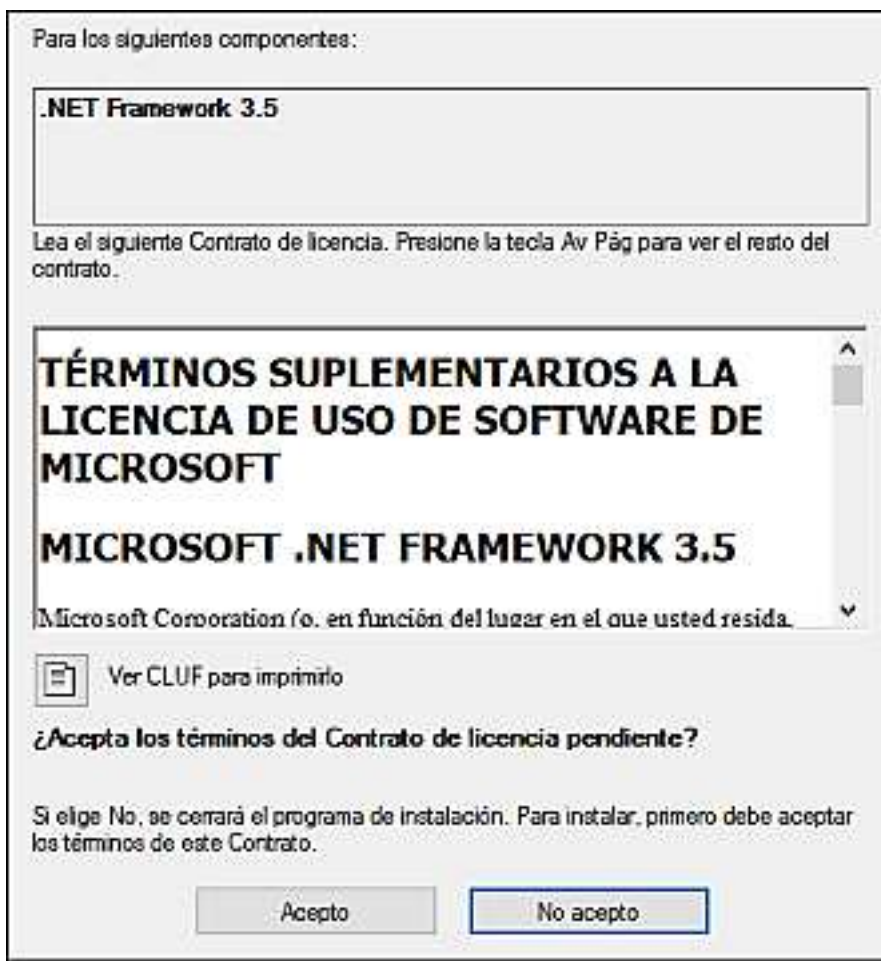 Para los siguientes componentes:
.NET Framework 3.5
Lea el siguiente Contrato de licencia. Presione la tecla Av Pág para ver el resto del
contrato.
TÉRMINOS SUPLEMENTARIOS A LA
LICENCIA DE USO DE SOFTWARE DE
MICROSOFT
MICROSOFT .NET FRAMEWORK 3.5
Microsoft Corporation (o, en función del lugar en el que usted resida,
Ver CLUF para imprimirlo
¿Acepta los términos del Contrato de licencia pendiente?
Si elige No, se cerrará el programa de instalación. Para instalar, primero debe aceptar
los términos de este Contrato.
Acepto
No acepto